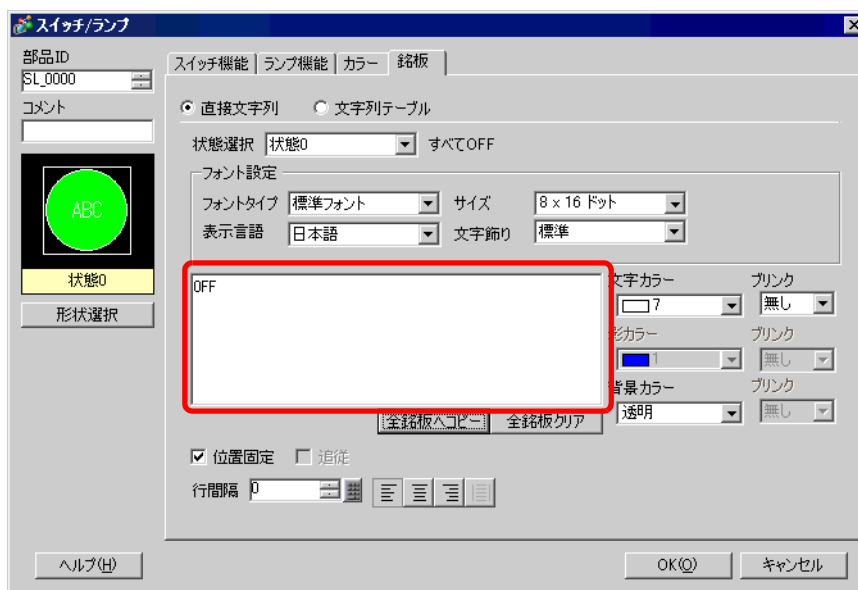 スイッチ/ランプ
部品ID
SL_0000
コメント
ABC
状態0
形状選択
スイッチ機能 ランプ機能 カラー 銘板
直接文字列 文字列テーブル
状態選択 状態0 すべてOFF
フォント設定
フォントタイプ 標準フォント サイズ 8 x 16 ドット
表示言語 日本語 文字飾り 標準
OFF
文字カラー ブリンク
7 無し
影カラー ブリンク
1 無し
背景カラー ブリンク
透明 無し
全銘板へコピー 全銘板クリア
位置固定 追従
行間隔 0
ヘルプ(H) OK(O) キャンセル